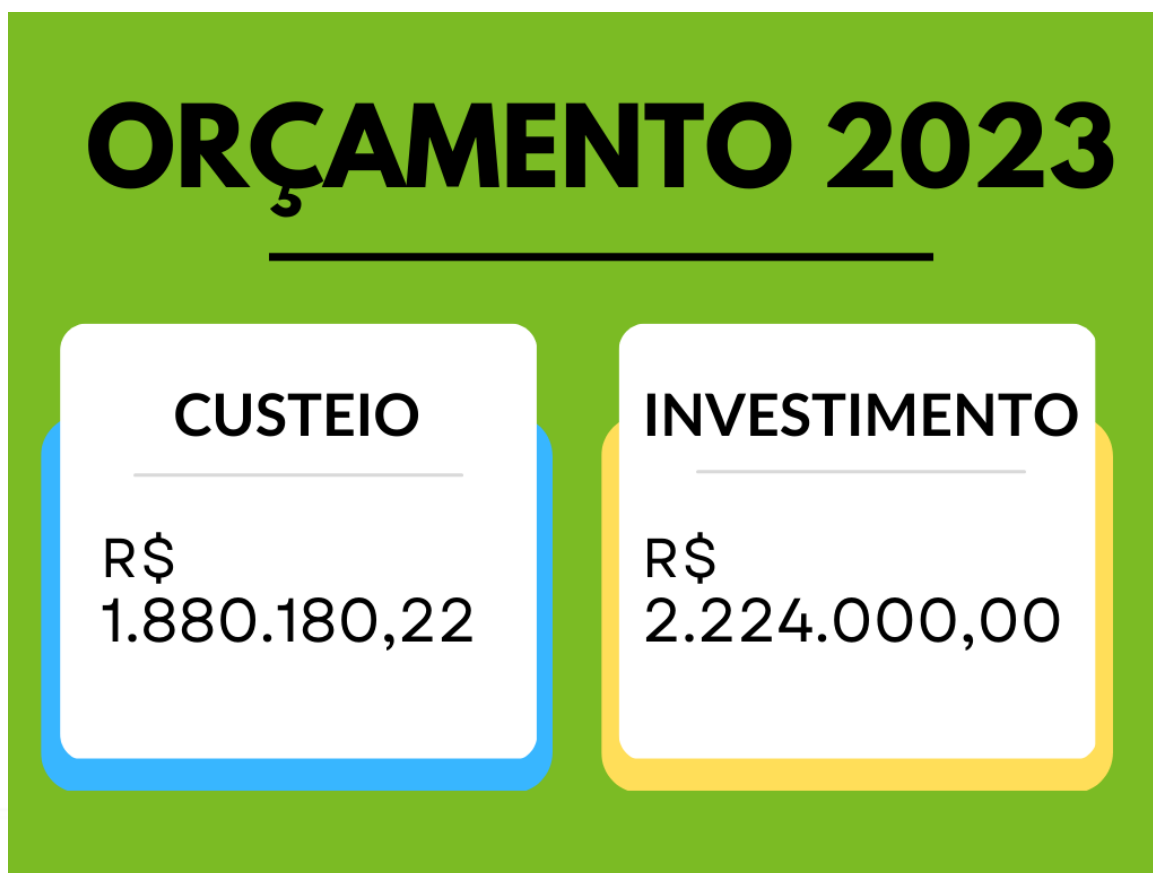 ORÇAMENTO 2023
CUSTEIO
R$
1.880.180,22
INVESTIMENTO
R$
2.224.000,00